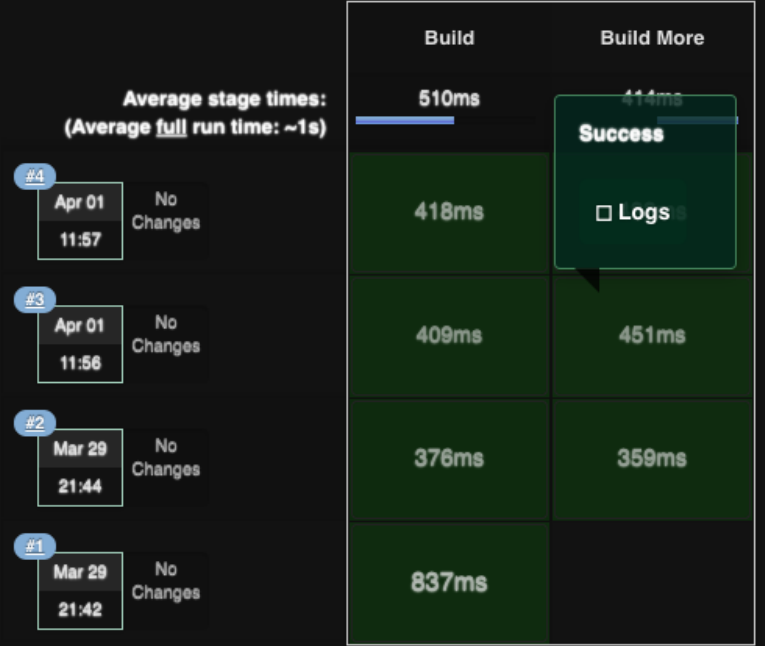 Build Build More
Average stage times:
(Average full run time: ~1s)
510ms 414ms
Success
Logs
#4
Apr 01
11:57
No
Changes
418ms
#3
Apr 01
11:56
No
Changes
409ms 451ms
#2
Mar 29
21:44
No
Changes
376ms 359ms
#1
Mar 29
21:42
No
Changes
837ms